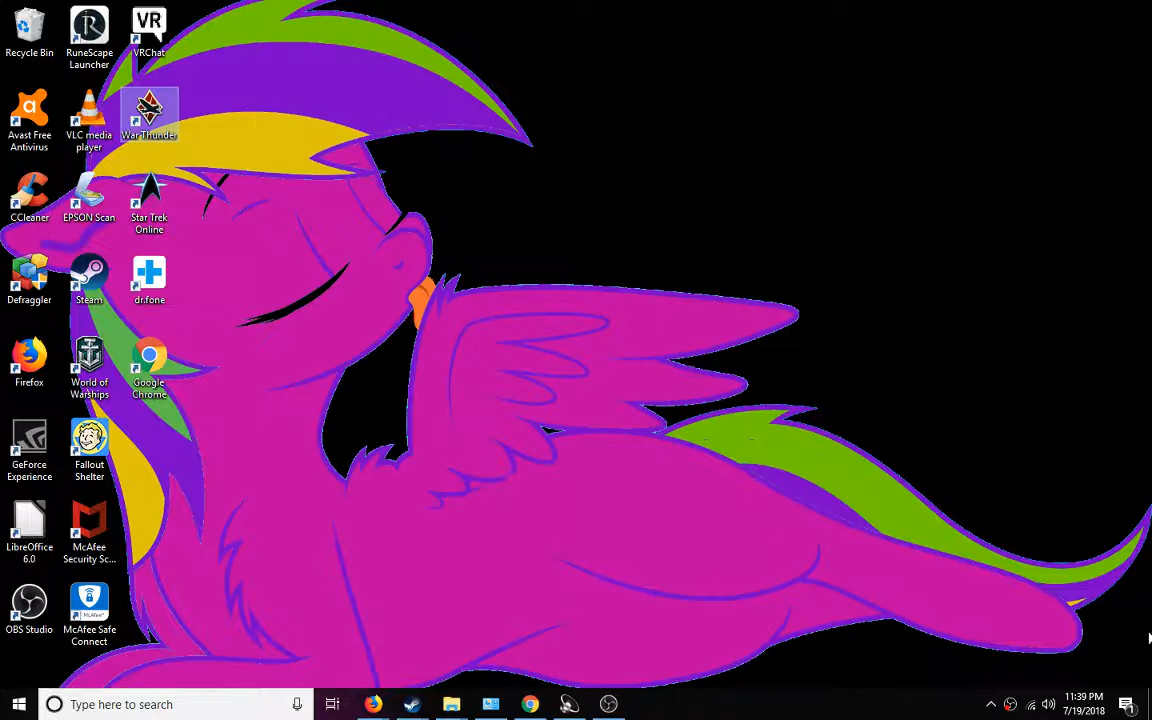 Recycle Bin
RuneScape
Launcher
VR
VRChat
Avast Free
Antivirus
VLC media
player
War Thunder
CCleaner
EPSON Scan
Star Trek
Online
Defraggler
Steam
dr.fone
Firefox
World of
Warships
Google
Chrome
GeForce
Experience
Fallout
Shelter
LibreOffice
6.0
McAfee
Security Sc...
OBS Studio
McAfee
McAfee Safe
Connect
Type here to search
11:39 PM
7/19/2018
1